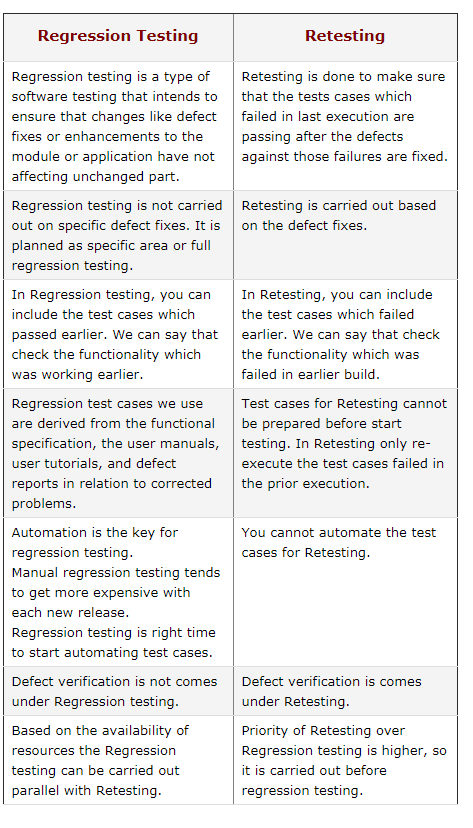 Regression Testing
Retesting
Regression testing is a type of
software testing that intends to
ensure that changes like defect
fixes or enhancements to the
module or application have not
affecting unchanged part.
Retesting is done to make sure
that the tests cases which
failed in last execution are
passing after the defects
against those failures are fixed.
Regression testing is not carried
out on specific defect fixes. It is
planned as specific area or full
regression testing.
Retesting is carried out based
on the defect fixes.
In Regression testing, you can
include the test cases which
passed earlier. We can say that
check the functionality which
was working earlier.
In Retesting, you can include
the test cases which failed
earlier. We can say that check
the functionality which was
failed in earlier build.
Regression test cases we use
are derived from the functional
specification, the user manuals,
user tutorials, and defect
reports in relation to corrected
problems.
Test cases for Retesting cannot
be prepared before start
testing. In Retesting only re-
execute the test cases failed in
the prior execution.
Automation is the key for
regression testing.
Manual regression testing tends
to get more expensive with
each new release.
Regression testing is right time
to start automating test cases.
You cannot automate the test
cases for Retesting.
Defect verification is not comes
under Regression testing.
Defect verification is comes
under Retesting.
Based on the availability of
resources the Regression
testing can be carried out
parallel with Retesting.
Priority of Retesting over
Regression testing is higher, so
it is carried out before
regression testing.